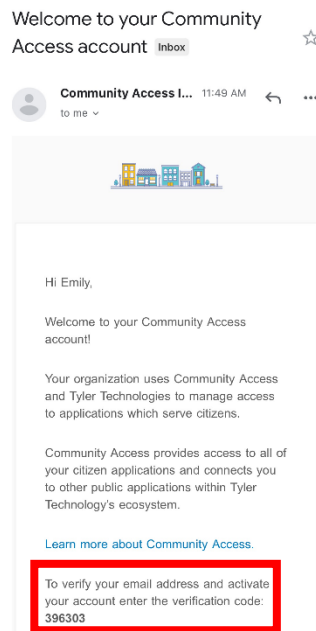 Welcome to your Community
Access account Inbox
Community Access I... 11:49 AM
to me
Hi Emily,
Welcome to your Community Access
account!
Your organization uses Community Access
and Tyler Technologies to manage access
to applications which serve citizens.
Community Access provides access to all of
your citizen applications and connects you
to other public applications within Tyler
Technology's ecosystem.
Learn more about Community Access.
To verify your email address and activate
your account enter the verification code:
396303